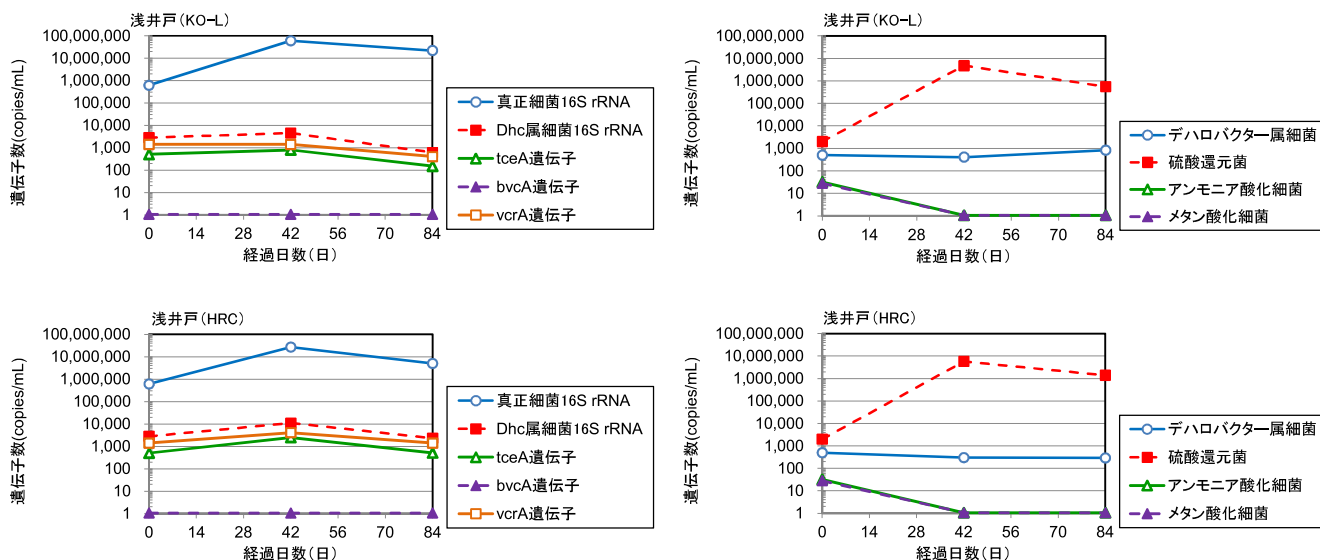 浅井戸(KO-L)
100,000,000
10,000,000
1,000,000
100,000
10,000
1,000
100
10
1
遺伝子数(copies/mL)
0 14 28 42 56 70 84
経過日数(日)
真正細菌16S rRNA
Dhc属細菌16S rRNA
tceA遺伝子
bvcA遺伝子
vcrA遺伝子
浅井戸(KO-L)
100,000,000
10,000,000
1,000,000
100,000
10,000
1,000
100
10
1
遺伝子数(copies/mL)
0 14 28 42 56 70 84
経過日数(日)
デハロバクター属細菌
硫酸還元菌
アンモニア酸化細菌
メタン酸化細菌
浅井戸(HRC)
100,000,000
10,000,000
1,000,000
100,000
10,000
1,000
100
10
1
遺伝子数(copies/mL)
0 14 28 42 56 70 84
経過日数(日)
真正細菌16S rRNA
Dhc属細菌16S rRNA
tceA遺伝子
bvcA遺伝子
vcrA遺伝子
浅井戸(HRC)
100,000,000
10,000,000
1,000,000
100,000
10,000
1,000
100
10
1
遺伝子数(copies/mL)
0 14 28 42 56 70 84
経過日数(日)
デハロバクター属細菌
硫酸還元菌
アンモニア酸化細菌
メタン酸化細菌